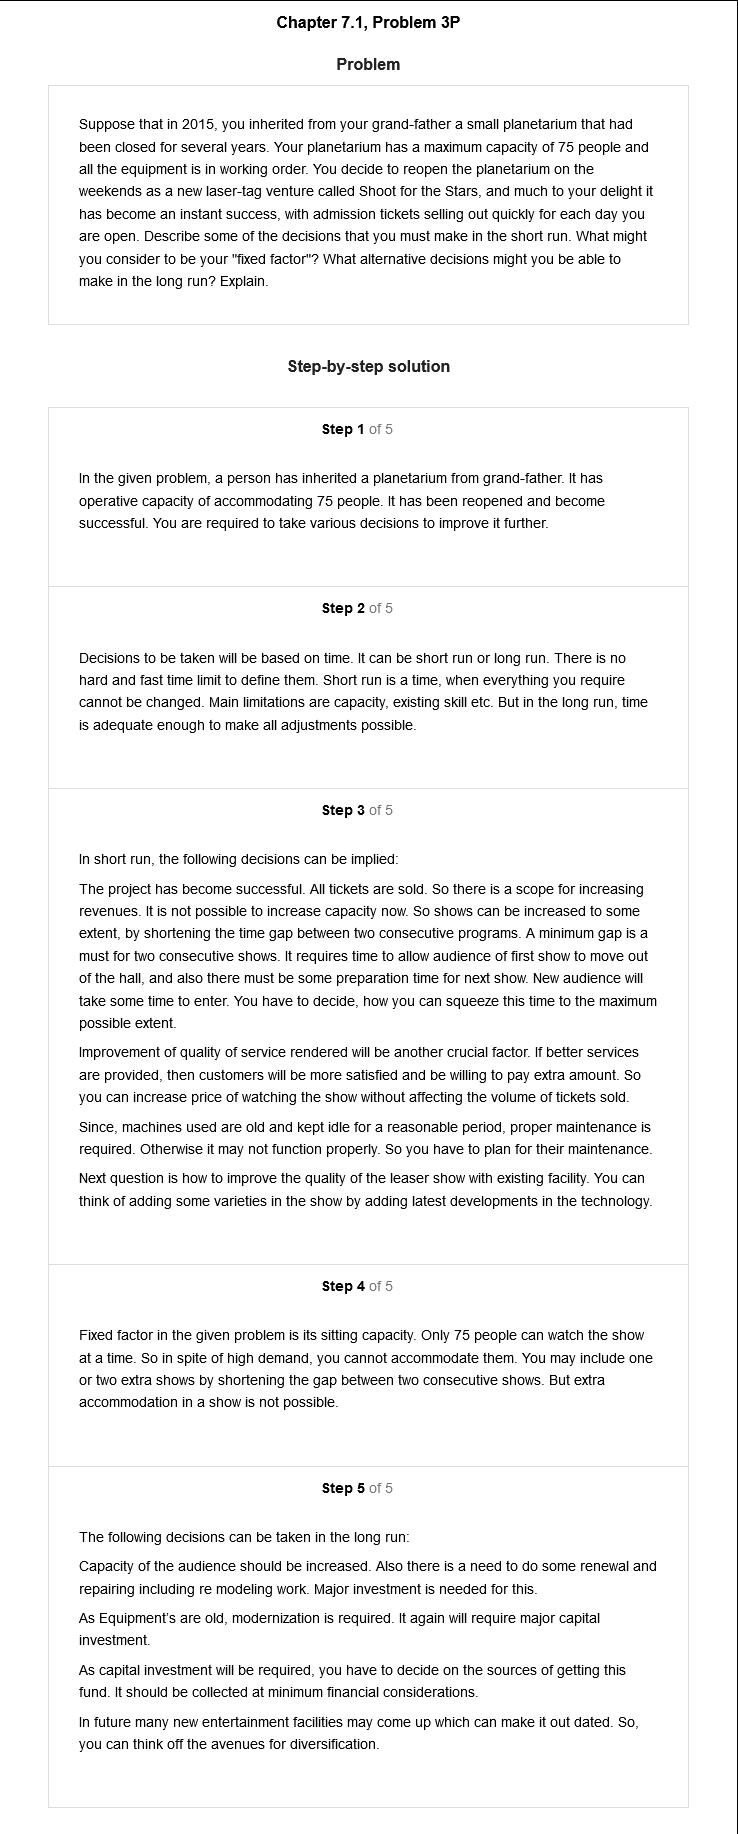 Chapter 7.1, Problem 3P
Problem
Suppose that in 2015, you inherited from your grand-father a small planetarium that had
been closed for several years. Your planetarium has a maximum capacity of 75 people and
all the equipment is in working order. You decide to reopen the planetarium on the
weekends as a new laser-tag venture called Shoot for the Stars, and much to your delight it
has become an instant success, with admission tickets selling out quickly for each day you
are open. Describe some of the decisions that you must make in the short run. What might
you consider to be your "fixed factor"? What alternative decisions might you be able to
make in the long run? Explain.
Step-by-step solution
Step 1 of 5
In the given problem, a person has inherited a planetarium from grand-father. It has
operative capacity of accommodating 75 people. It has been reopened and become
successful. You are required to take various decisions to improve it further.
Step 2 of 5
Decisions to be taken will be based on time. It can be short run or long run. There is no
hard and fast time limit to define them. Short run is a time, when everything you require
cannot be changed. Main limitations are capacity, existing skill etc. But in the long run, time
is adequate enough to make all adjustments possible.
Step 3 of 5
In short run, the following decisions can be implied:
The project has become successful. All tickets are sold. So there is a scope for increasing
revenues. It is not possible to increase capacity now. So shows can be increased to some
extent, by shortening the time gap between two consecutive programs. A minimum gap is a
must for two consecutive shows. It requires time to allow audience of first show to move out
of the hall, and also there must be some preparation time for next show. New audience will
take some time to enter. You have to decide, how you can squeeze this time to the maximum
possible extent.
Improvement of quality of service rendered will be another crucial factor. If better services
are provided, then customers will be more satisfied and be willing to pay extra amount. So
you can increase price of watching the show without affecting the volume of tickets sold.
Since, machines used are old and kept idle for a reasonable period, proper maintenance is
required. Otherwise it may not function properly. So you have to plan for their maintenance.
Next question is how to improve the quality of the leaser show with existing facility. You can
think of adding some varieties in the show by adding latest developments in the technology.
Step 4 of 5
Fixed factor in the given problem is its sitting capacity. Only 75 people can watch the show
at a time. So in spite of high demand, you cannot accommodate them. You may include one
or two extra shows by shortening the gap between two consecutive shows. But extra
accommodation in a show is not possible.
Step 5 of 5
The following decisions can be taken in the long run:
Capacity of the audience should be increased. Also there is a need to do some renewal and
repairing including re modeling work. Major investment is needed for this.
As Equipment's are old, modernization is required. It again will require major capital
investment.
As capital investment will be required, you have to decide on the sources of getting this
fund. It should be collected at minimum financial considerations.
In future many new entertainment facilities may come up which can make it out dated. So,
you can think off the avenues for diversification.